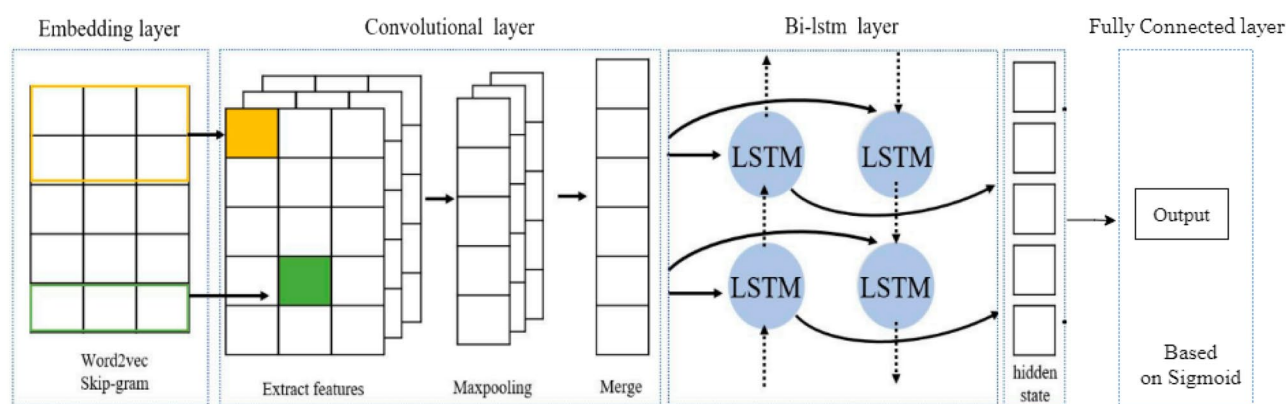 Embedding layer
Convolutional layer
Bi-lstm layer
Fully Connected layer
LSTM
LSTM
LSTM
LSTM
Output
Word2vec
Skip-gram
Extract features
Maxpooling
Merge
hidden
state
Based
on Sigmoid